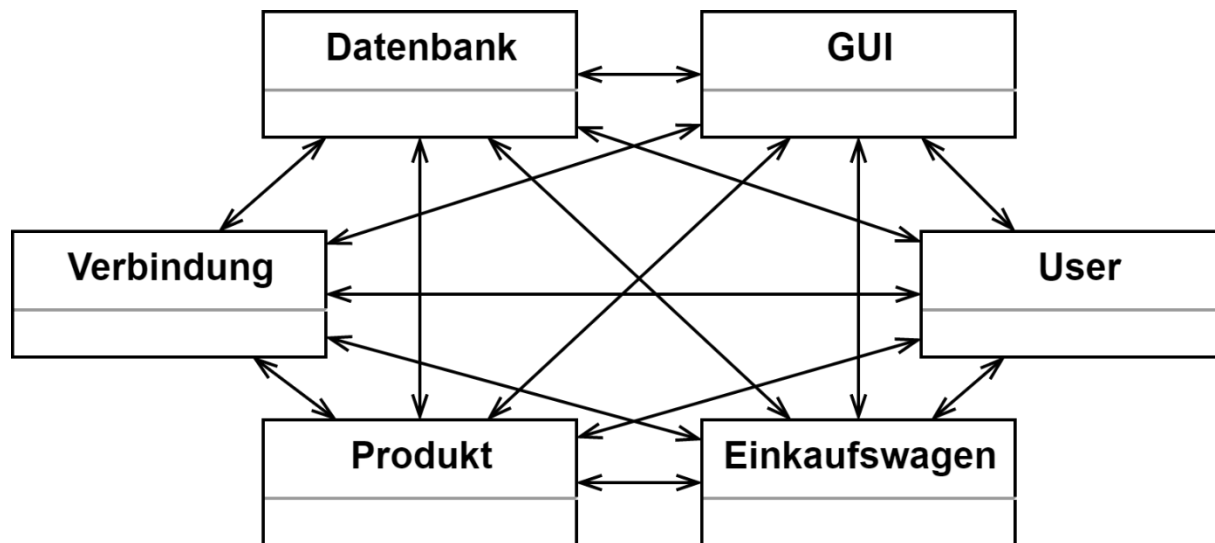 Datenbank
GUI
Verbindung
User
Produkt
Einkaufswagen